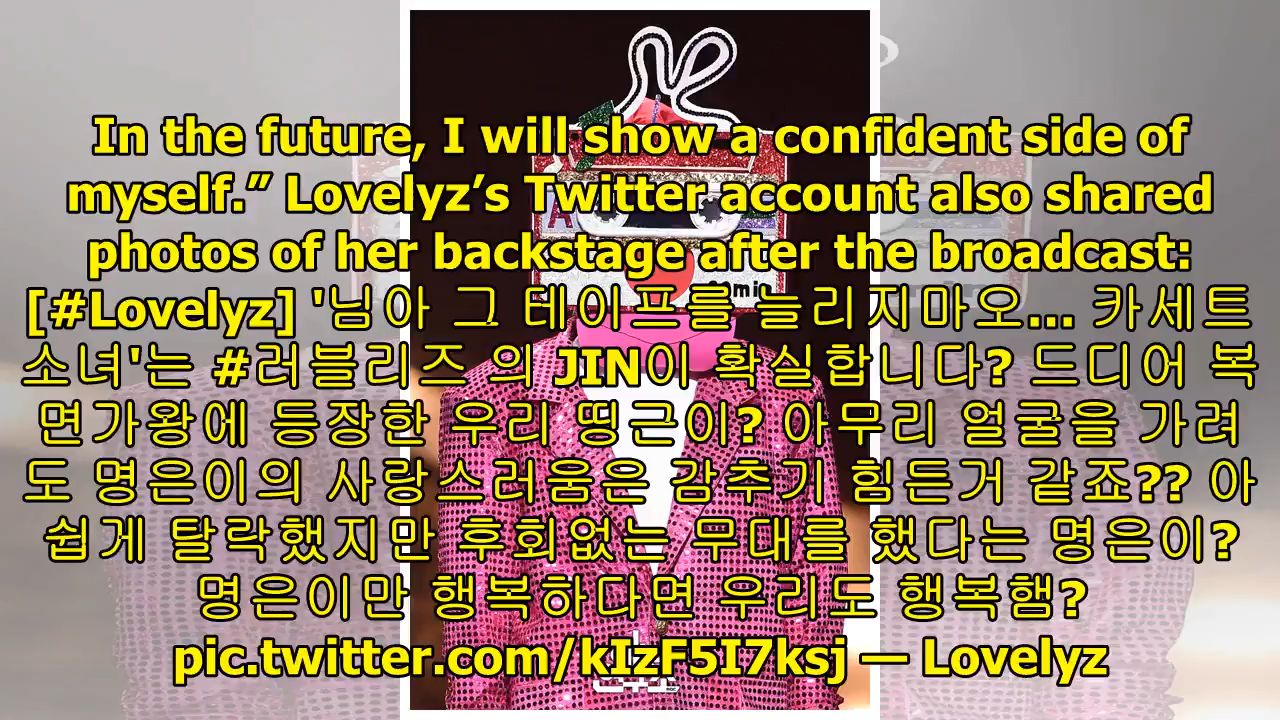 In the future, I will show a confident side of
myself.” Lovelyz’s Twitter account also shared
photos of her backstage after the broadcast:
[#Lovelyz] '님아 그 테이프를 늘리지마오... 카세트
소녀'는 #러블리즈 의 JIN이 확실합니다? 드디어 복
면가왕에 등장한 우리 띵근이? 아무리 얼굴을 가려
도 명은이의 사랑스러움은 감추기 힘든거 같죠?? 아
쉽게 탈락했지만 후회없는 무대를 했다는 명은이?
명은이만 행복하다면 우리도 행복햄?
pic.twitter.com/kIzF5I7ksj — Lovelyz